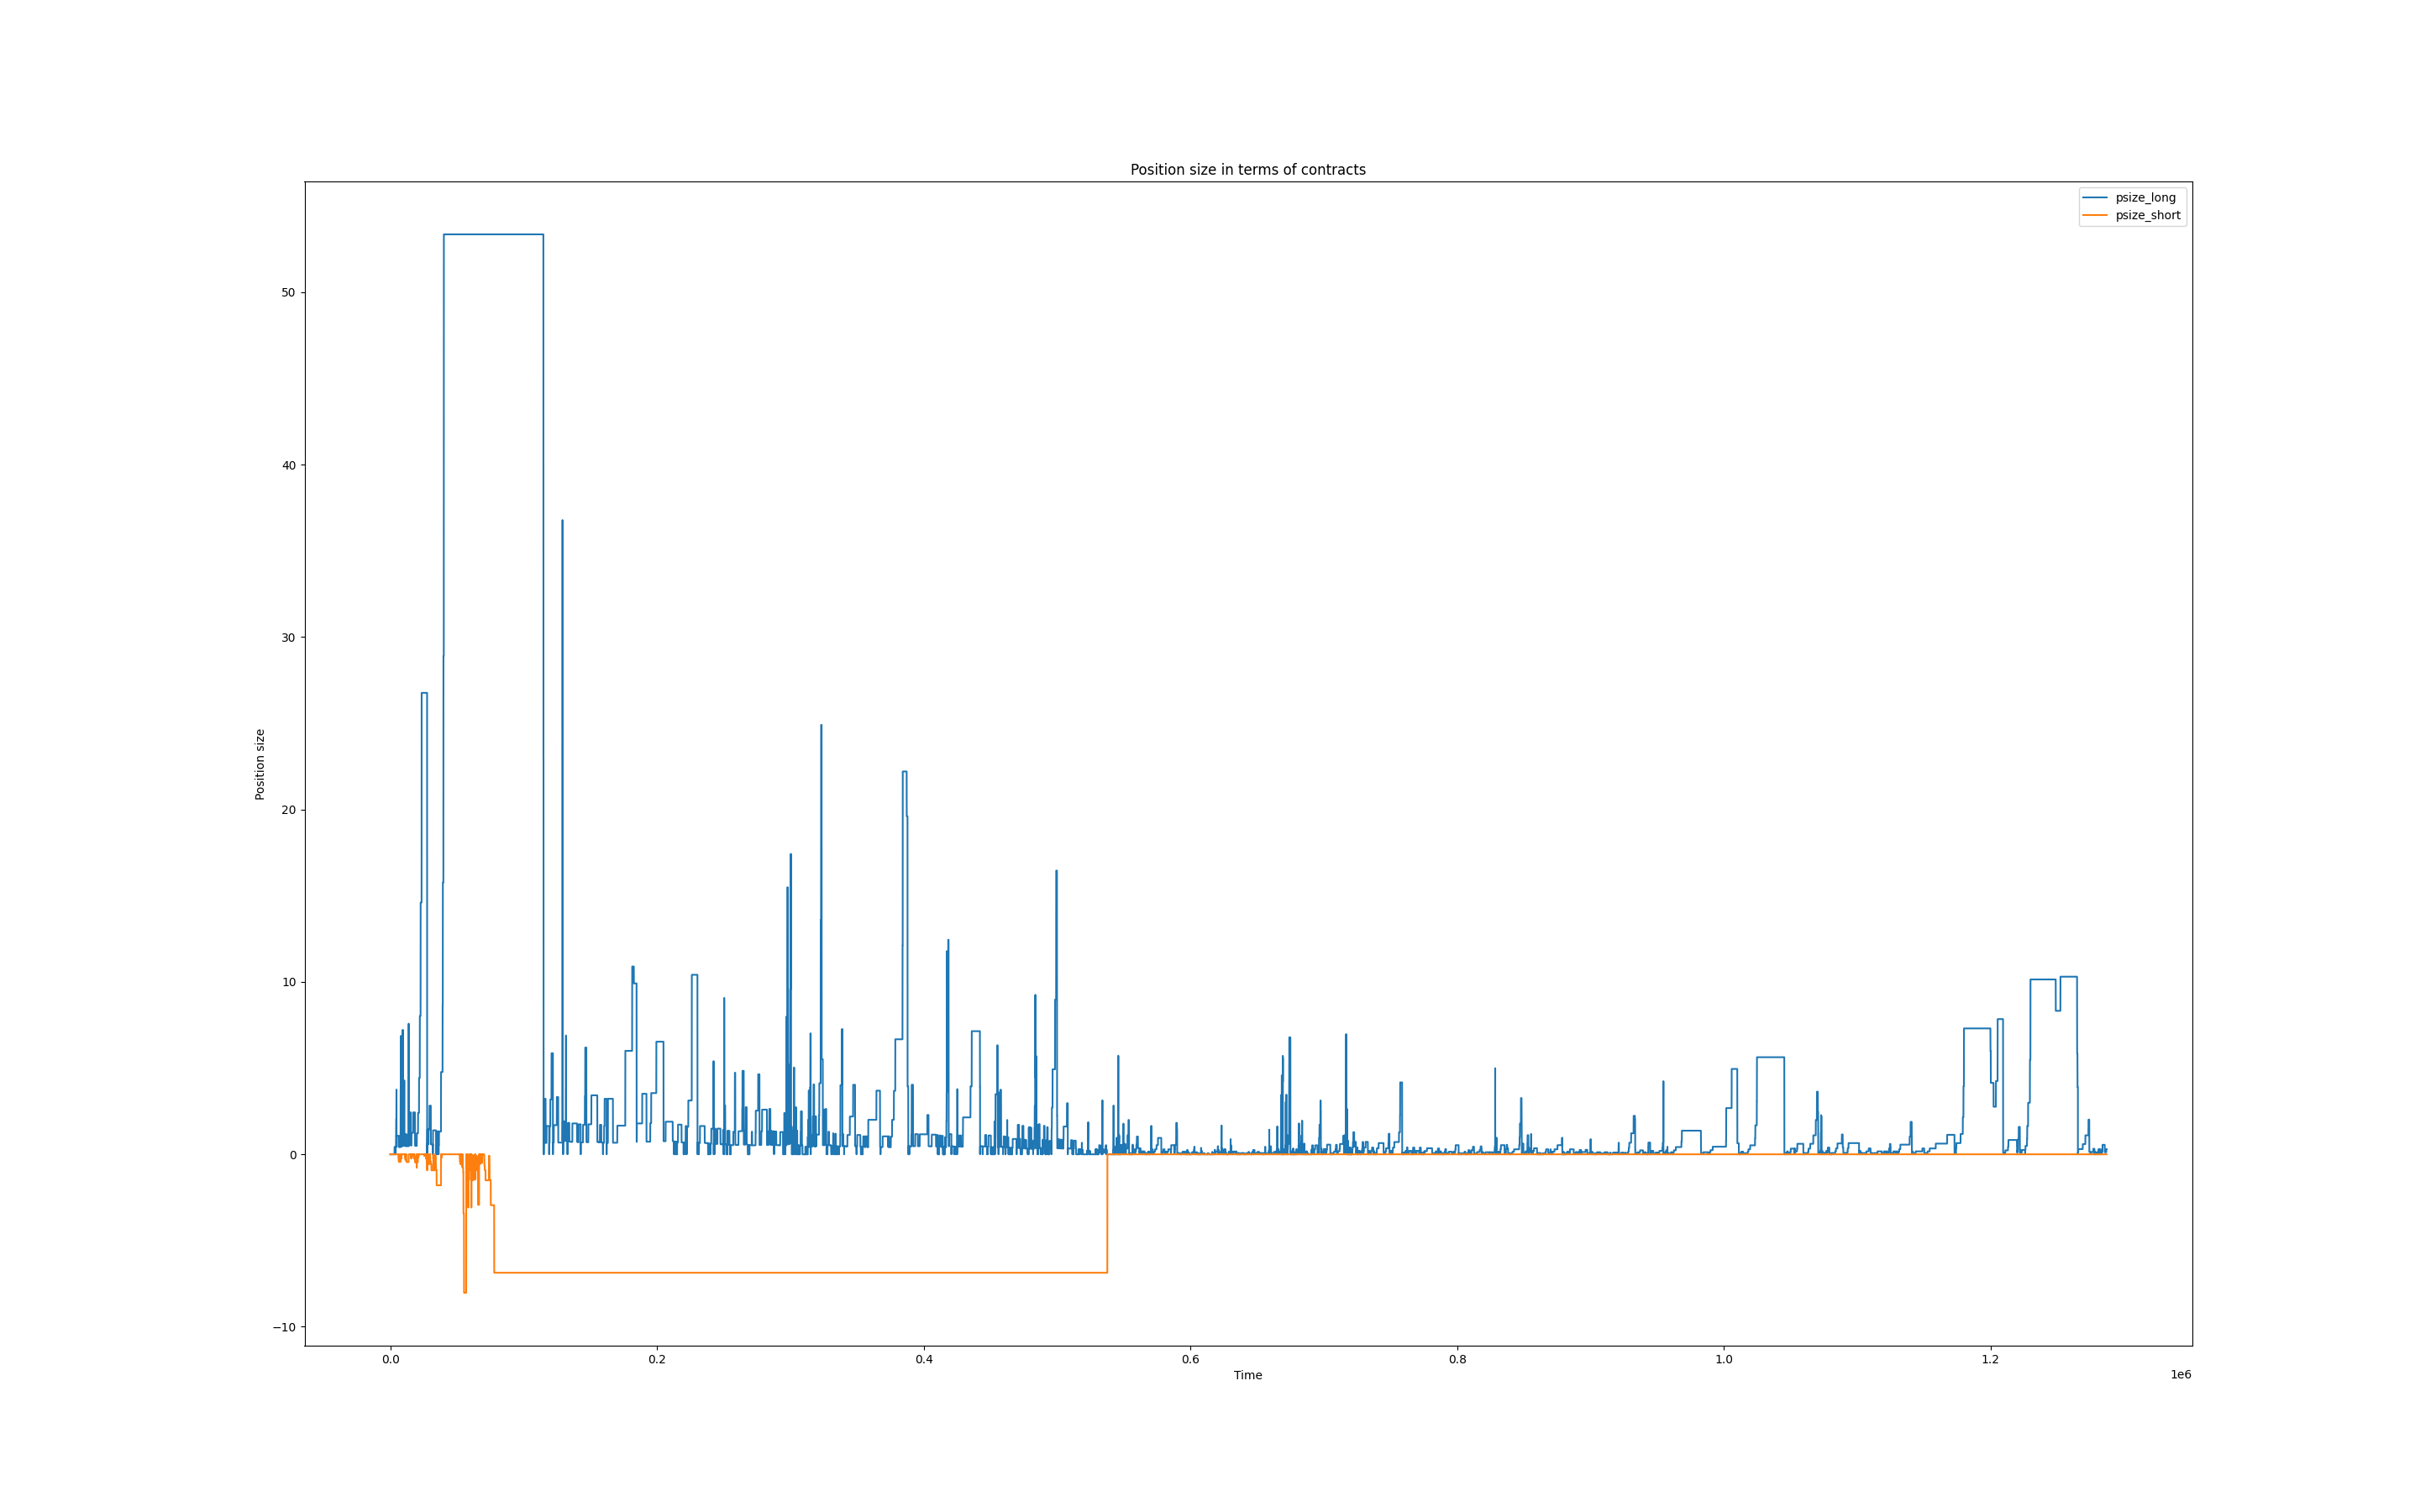 Position size in terms of contracts
psize_long
psize_short
Position size
50
40
30
20
10
0
−10
0.0 0.2 0.4 0.6 0.8 1.0 1.2
Time
1e6